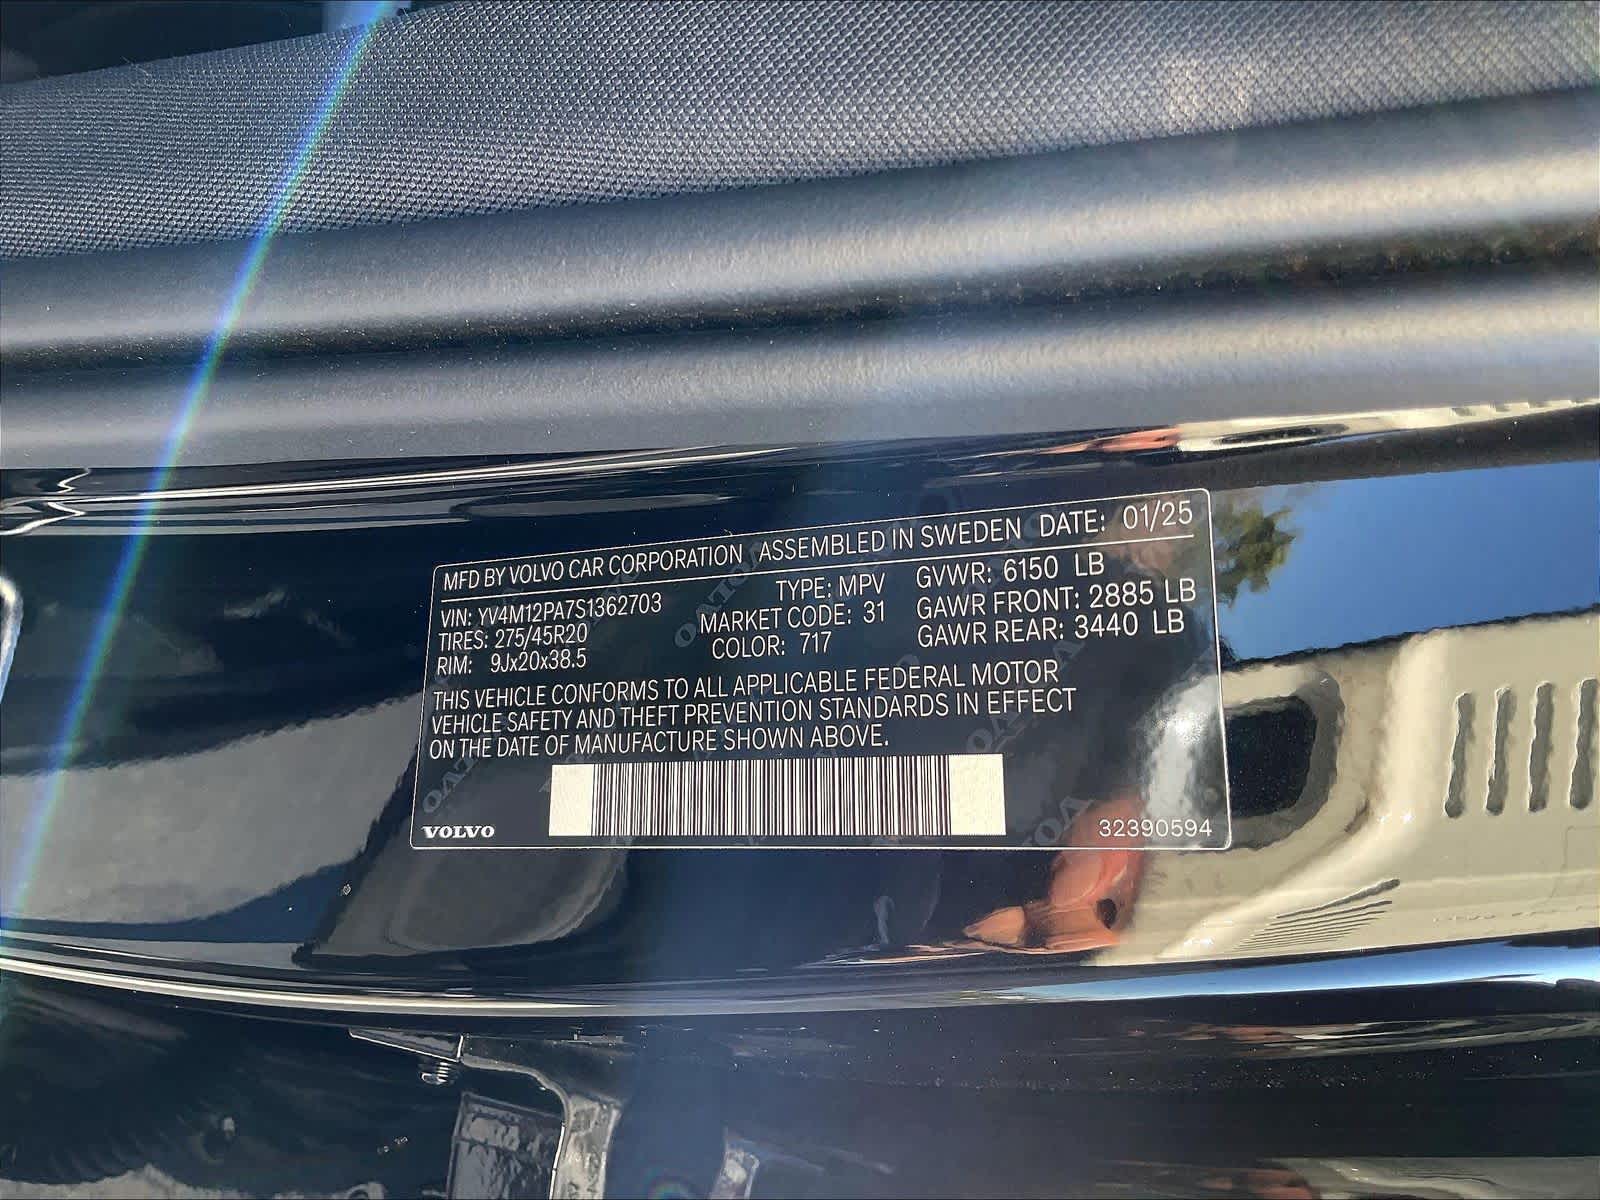 MFD BY VOLVO CAR CORPORATION ASSEMBLED IN SWEDEN DATE: 01/25
VIN: YV4M12PA7S1362703 TYPE: MPV GVWR: 6150 LB
TIRES: 275/45R20 MARKET CODE: 31 GAWR FRONT: 2885 LB
RIM: 9Jx20x38.5 COLOR: 717 GAWR REAR: 3440 LB
THIS VEHICLE CONFORMS TO ALL APPLICABLE FEDERAL MOTOR
VEHICLE SAFETY AND THEFT PREVENTION STANDARDS IN EFFECT
ON THE DATE OF MANUFACTURE SHOWN ABOVE.
VOLVO 32390594